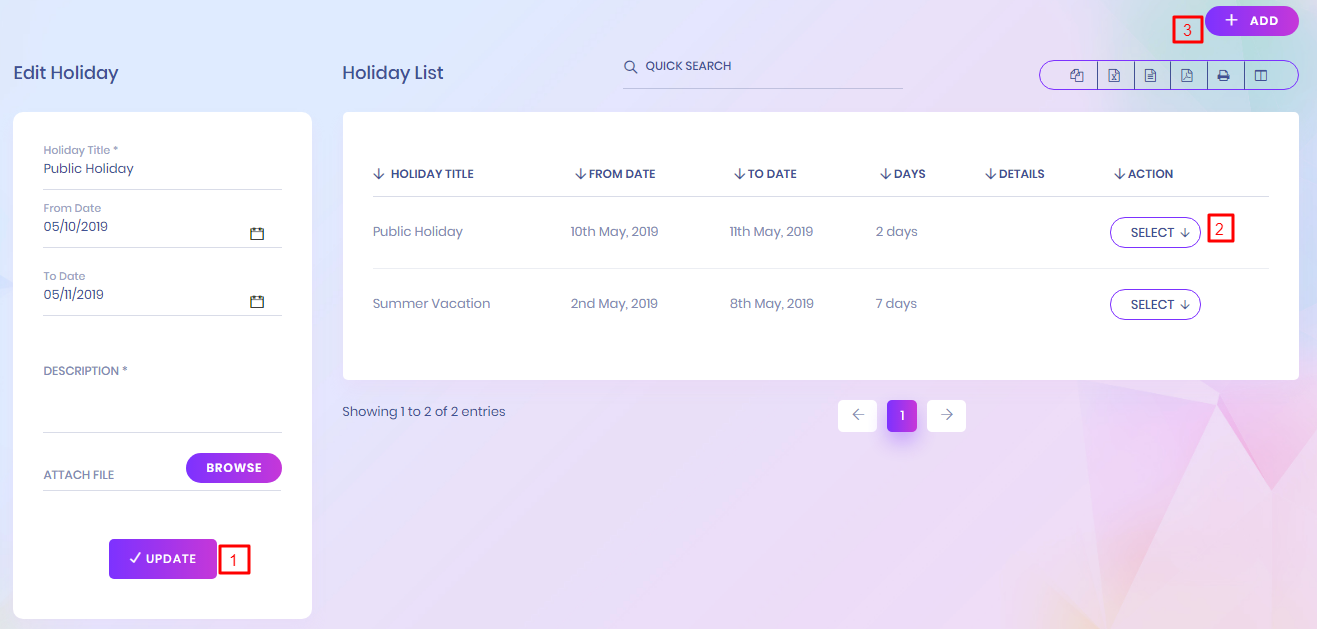 3
+ ADD
Edit Holiday
Holiday List
QUICK SEARCH
Holiday Title *
Public Holiday
From Date
05/10/2019
To Date
05/11/2019
DESCRIPTION *
ATTACH FILE
BROWSE
UPDATE
1
HOLIDAY TITLE FROM DATE TO DATE DAYS DETAILS ACTION
Public Holiday 10th May, 2019 11th May, 2019 2 days SELECT
2
Summer Vacation 2nd May, 2019 8th May, 2019 7 days SELECT
Showing 1 to 2 of 2 entries
1